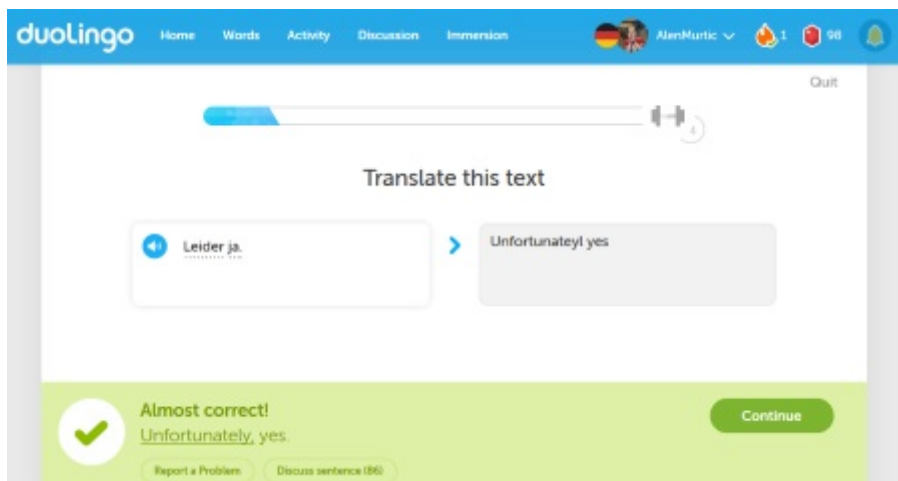 duolingo Home Words Activity Discussion Immersion AlenMurtic 1 98
Quit
4
Translate this text
Leider ja.
Unfortunateyl yes
Almost correct!
Unfortunately, yes.
Continue
Report a Problem Discuss sentence (86)